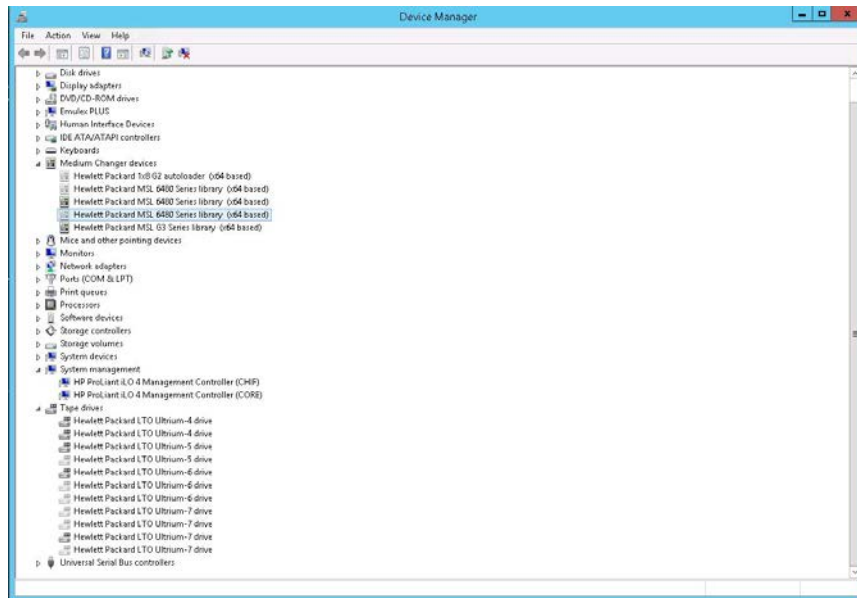 Device Manager
File Action View Help
Disk drives
Display adapters
DVD/CD-ROM drives
Emulex PLUS
Human Interface Devices
IDE ATA/ATAPI controllers
Keyboards
Medium Changer devices
Hewlett Packard 1x8 G2 autoloader (x64 based)
Hewlett Packard MSL 6480 Series library (x64 based)
Hewlett Packard MSL 6480 Series library (x64 based)
Hewlett Packard MSL 6480 Series library (x64 based)
Hewlett Packard MSL G3 Series library (x64 based)
Mice and other pointing devices
Monitors
Network adapters
Ports (COM & LPT)
Print queues
Processors
Software devices
Storage controllers
Storage volumes
System devices
System management
HP ProLiant iLO 4 Management Controller (CHIF)
HP ProLiant iLO 4 Management Controller (CORE)
Tape drives
Hewlett Packard LTO Ultrium-4 drive
Hewlett Packard LTO Ultrium-4 drive
Hewlett Packard LTO Ultrium-5 drive
Hewlett Packard LTO Ultrium-5 drive
Hewlett Packard LTO Ultrium-6 drive
Hewlett Packard LTO Ultrium-6 drive
Hewlett Packard LTO Ultrium-6 drive
Hewlett Packard LTO Ultrium-7 drive
Hewlett Packard LTO Ultrium-7 drive
Hewlett Packard LTO Ultrium-7 drive
Hewlett Packard LTO Ultrium-7 drive
Universal Serial Bus controllers